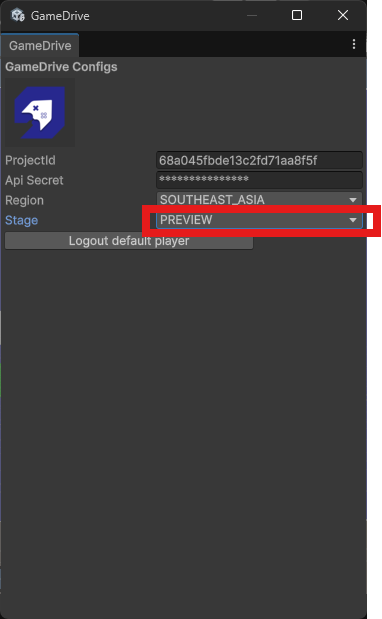 GameDrive
GameDrive
GameDrive Configs
ProjectId 68a045fbde13c2fd71aa8f5f
Api Secret ***************
Region SOUTHEAST_ASIA
Stage PREVIEW
Logout default player